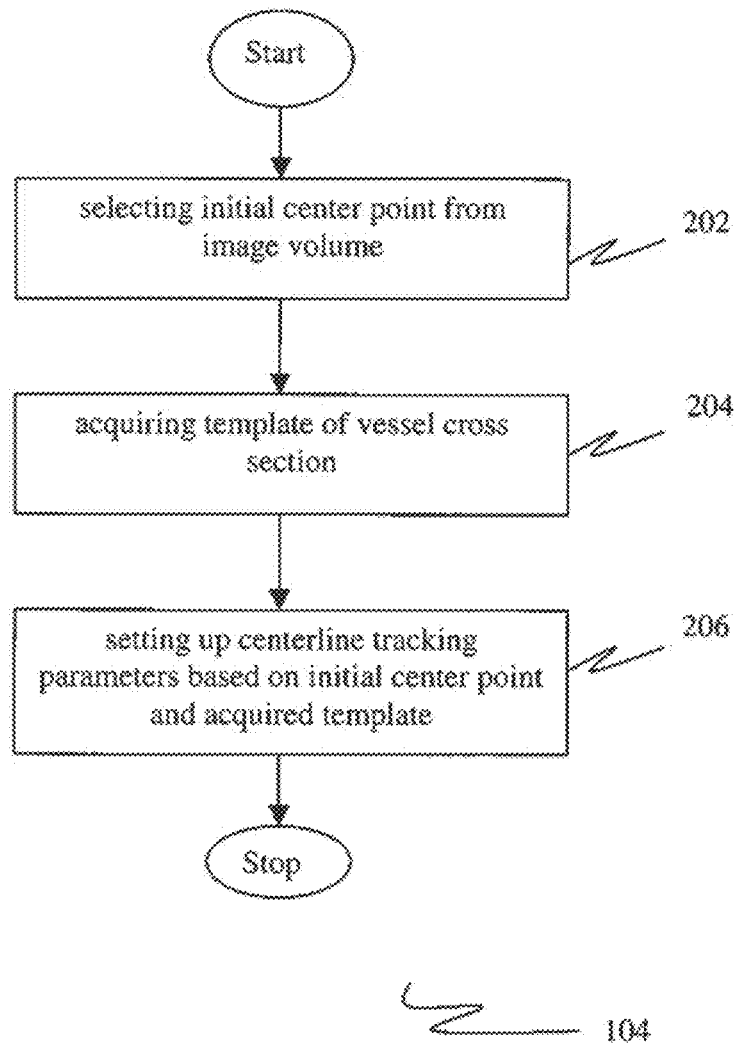 Start
selecting initial center point from
image volume
202
acquiring template of vessel cross
section
204
setting up centerline tracking
parameters based on initial center point
and acquired template
206
Stop
104